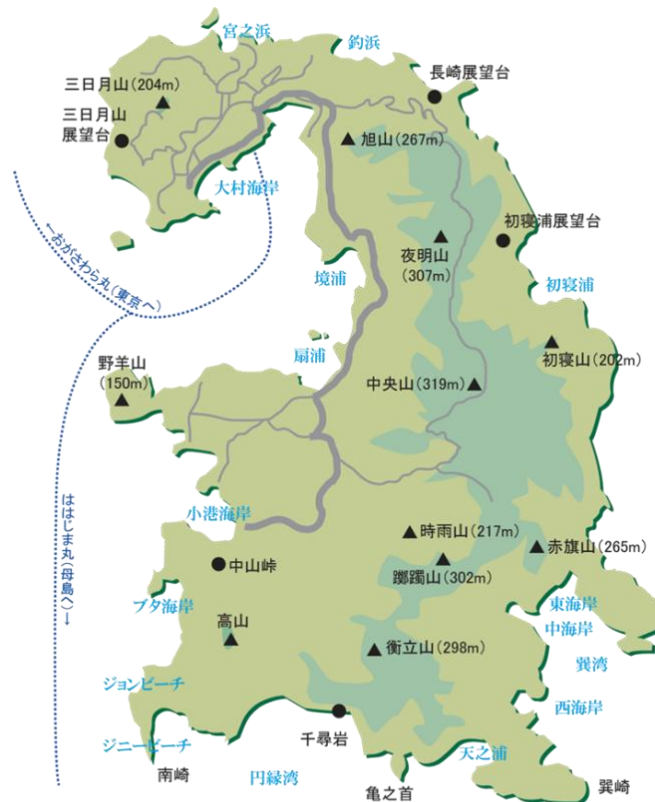 宮之浜
釣浜
長崎展望台
三日月山(204m)
三日月山
展望台
旭山(267m)
大村海岸
初寝浦展望台
←おがさわら丸(東京へ)
夜明山
(307m)
境浦
初寝浦
扇浦
初寝山(202m)
野羊山
(150m)
中央山(319m)
小港海岸
時雨山(217m)
赤旗山(265m)
中山峠
躑躅山(302m)
ははじま丸(母島へ)→
ブタ海岸
東海岸
高山
中海岸
衝立山(298m)
巽湾
ジョンビーチ
西海岸
千尋岩
ジニービーチ
天之浦
南崎
円縁湾
亀之首
巽崎